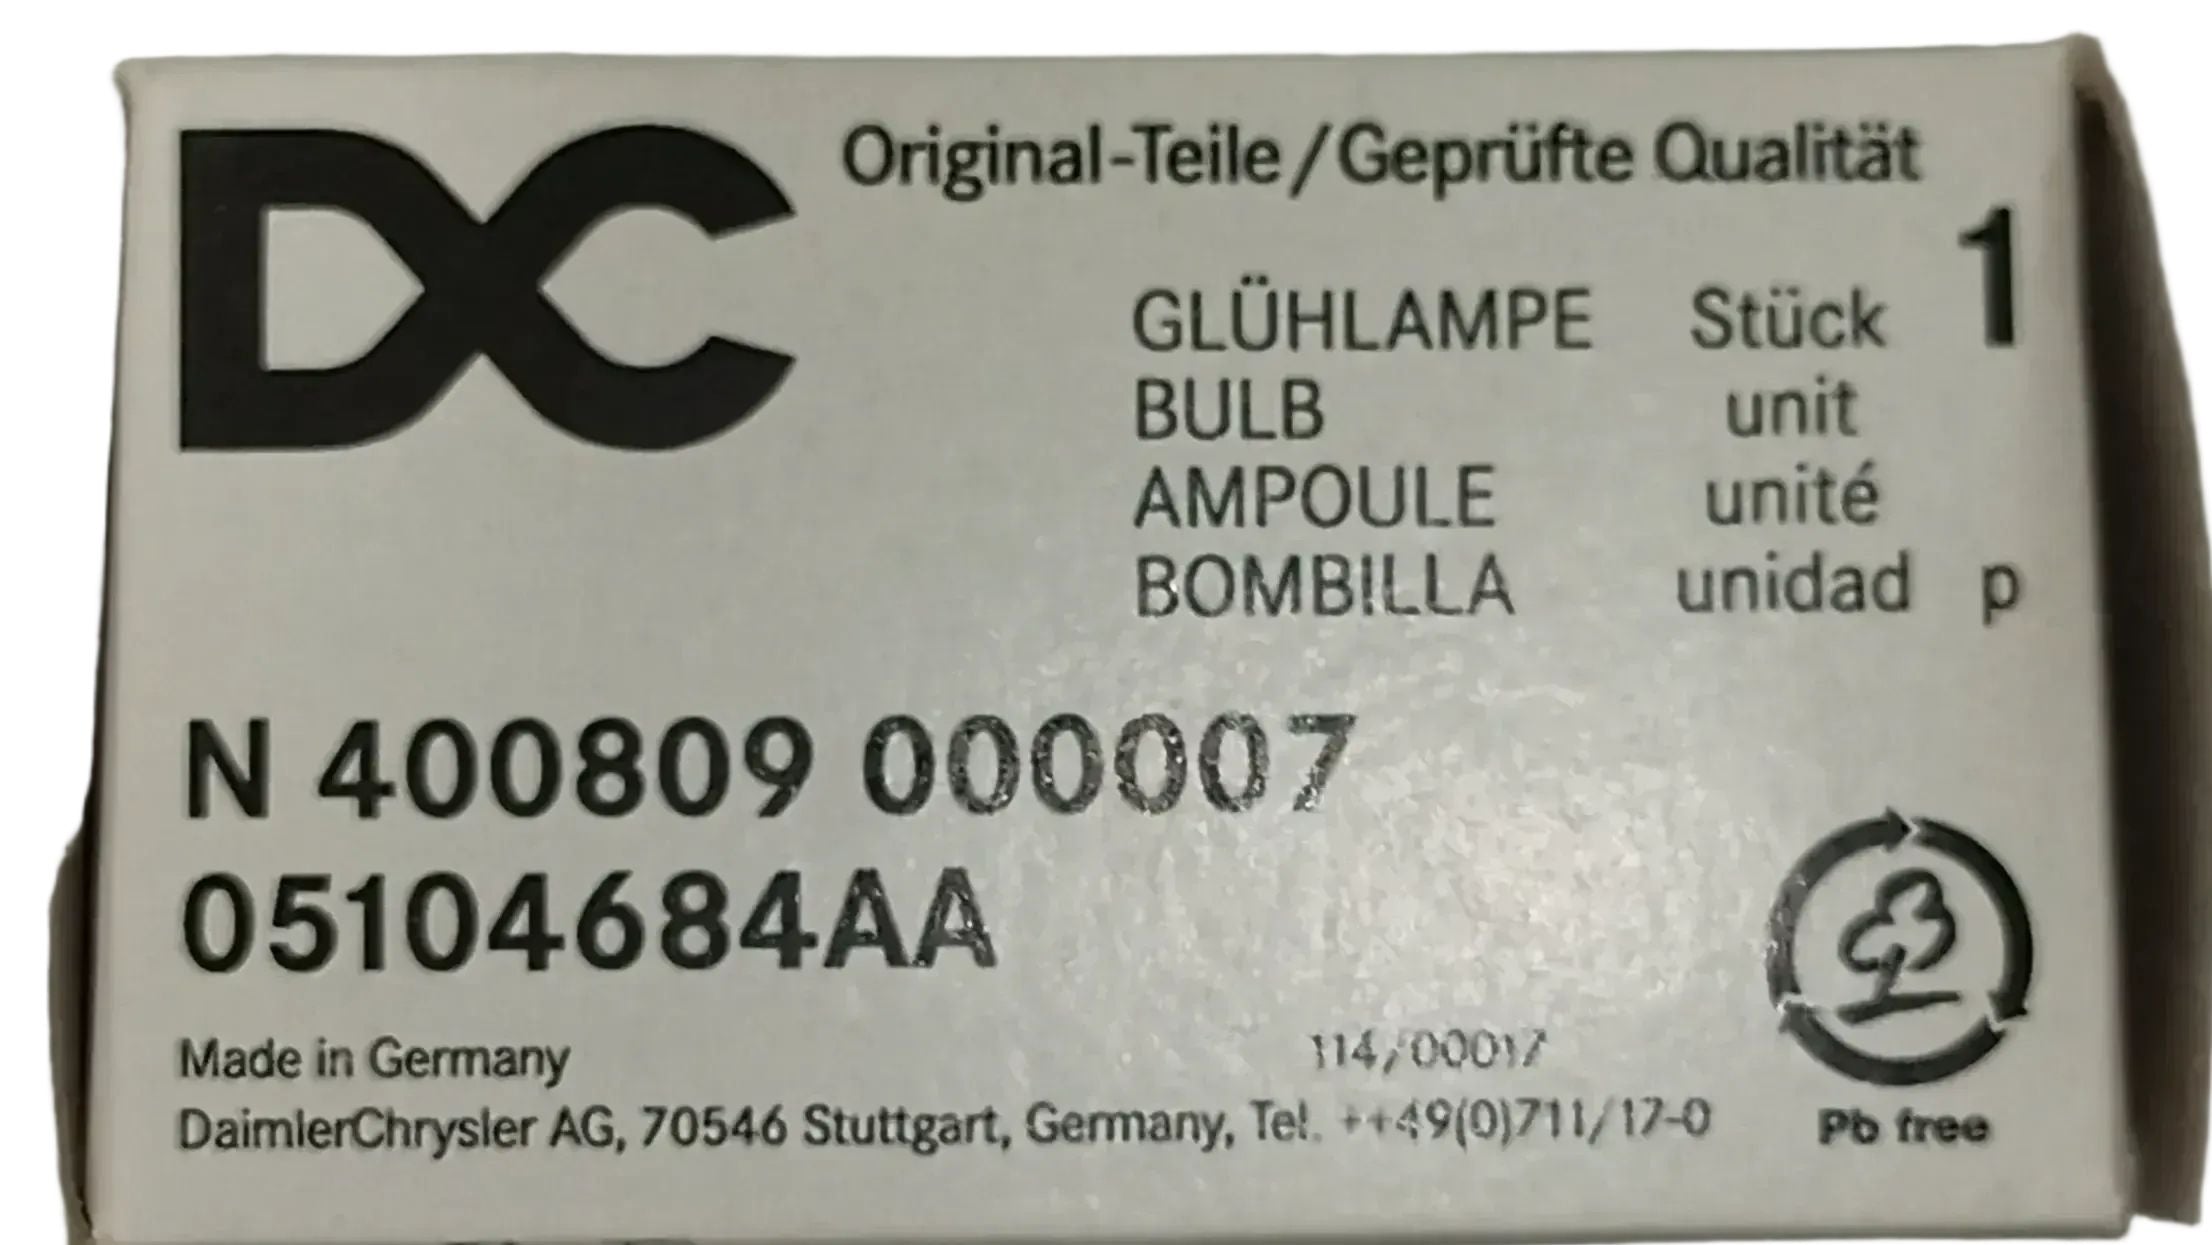 DC
Original-Teile/Geprüfte Qualität
1
GLÜHLAMPE Stück
BULB unit
AMPOULE unité
BOMBILLA unidad p
N 400809 000007
05104684AA
Made in Germany 114/00017
DaimlerChrysler AG, 70546 Stuttgart, Germany, Tel. ++49(0)711/17-0
Pb free